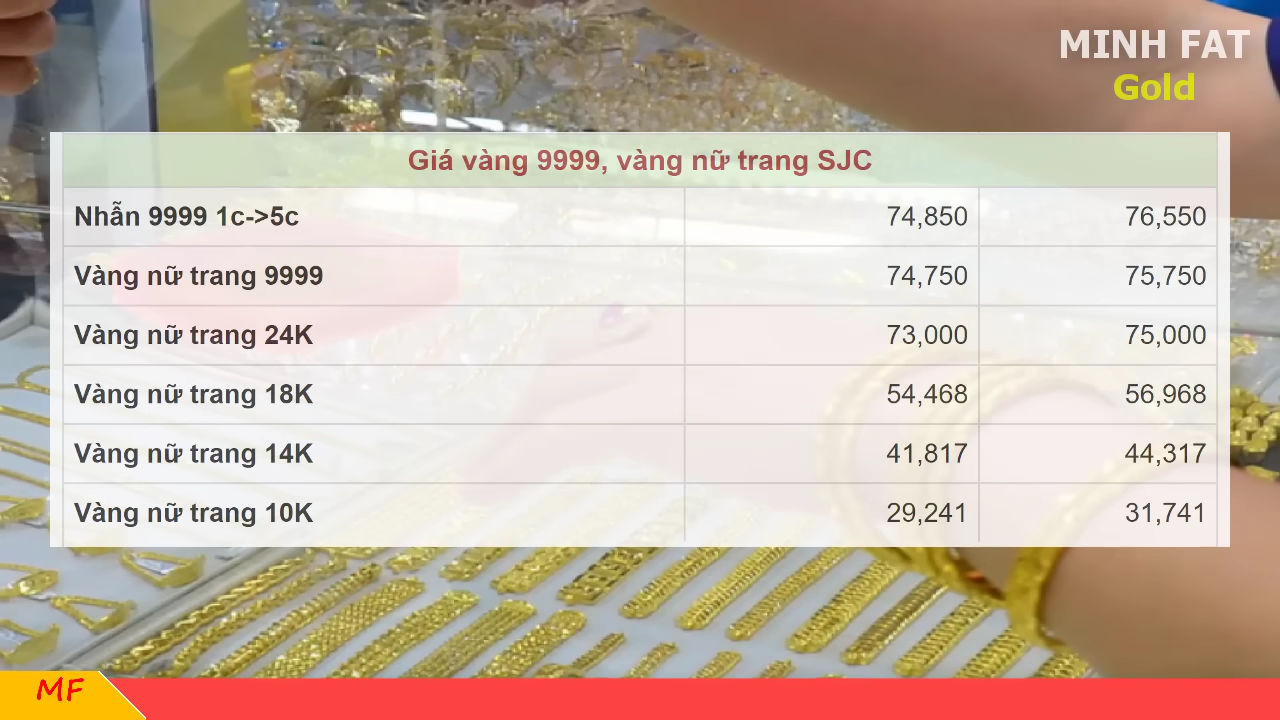 MINH FAT
Gold
Giá vàng 9999, vàng nữ trang SJC
Nhẫn 9999 1c->5c 74,850 76,550
Vàng nữ trang 9999 74,750 75,750
Vàng nữ trang 24K 73,000 75,000
Vàng nữ trang 18K 54,468 56,968
Vàng nữ trang 14K 41,817 44,317
Vàng nữ trang 10K 29,241 31,741
MF